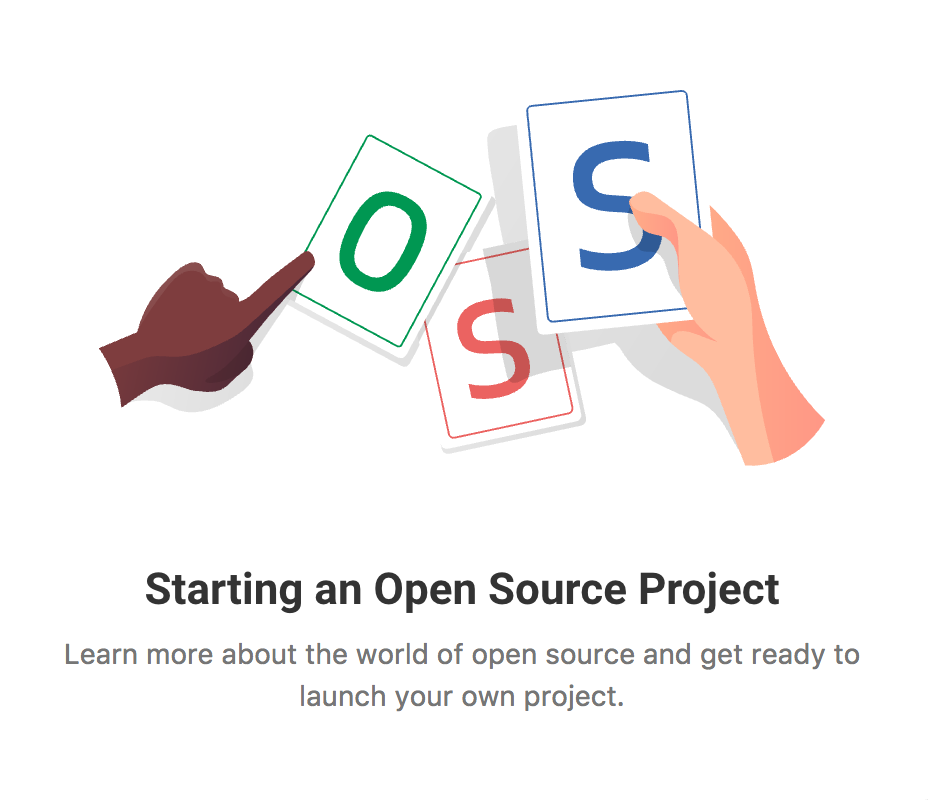 O
S
S
Starting an Open Source Project
Learn more about the world of open source and get ready to
launch your own project.